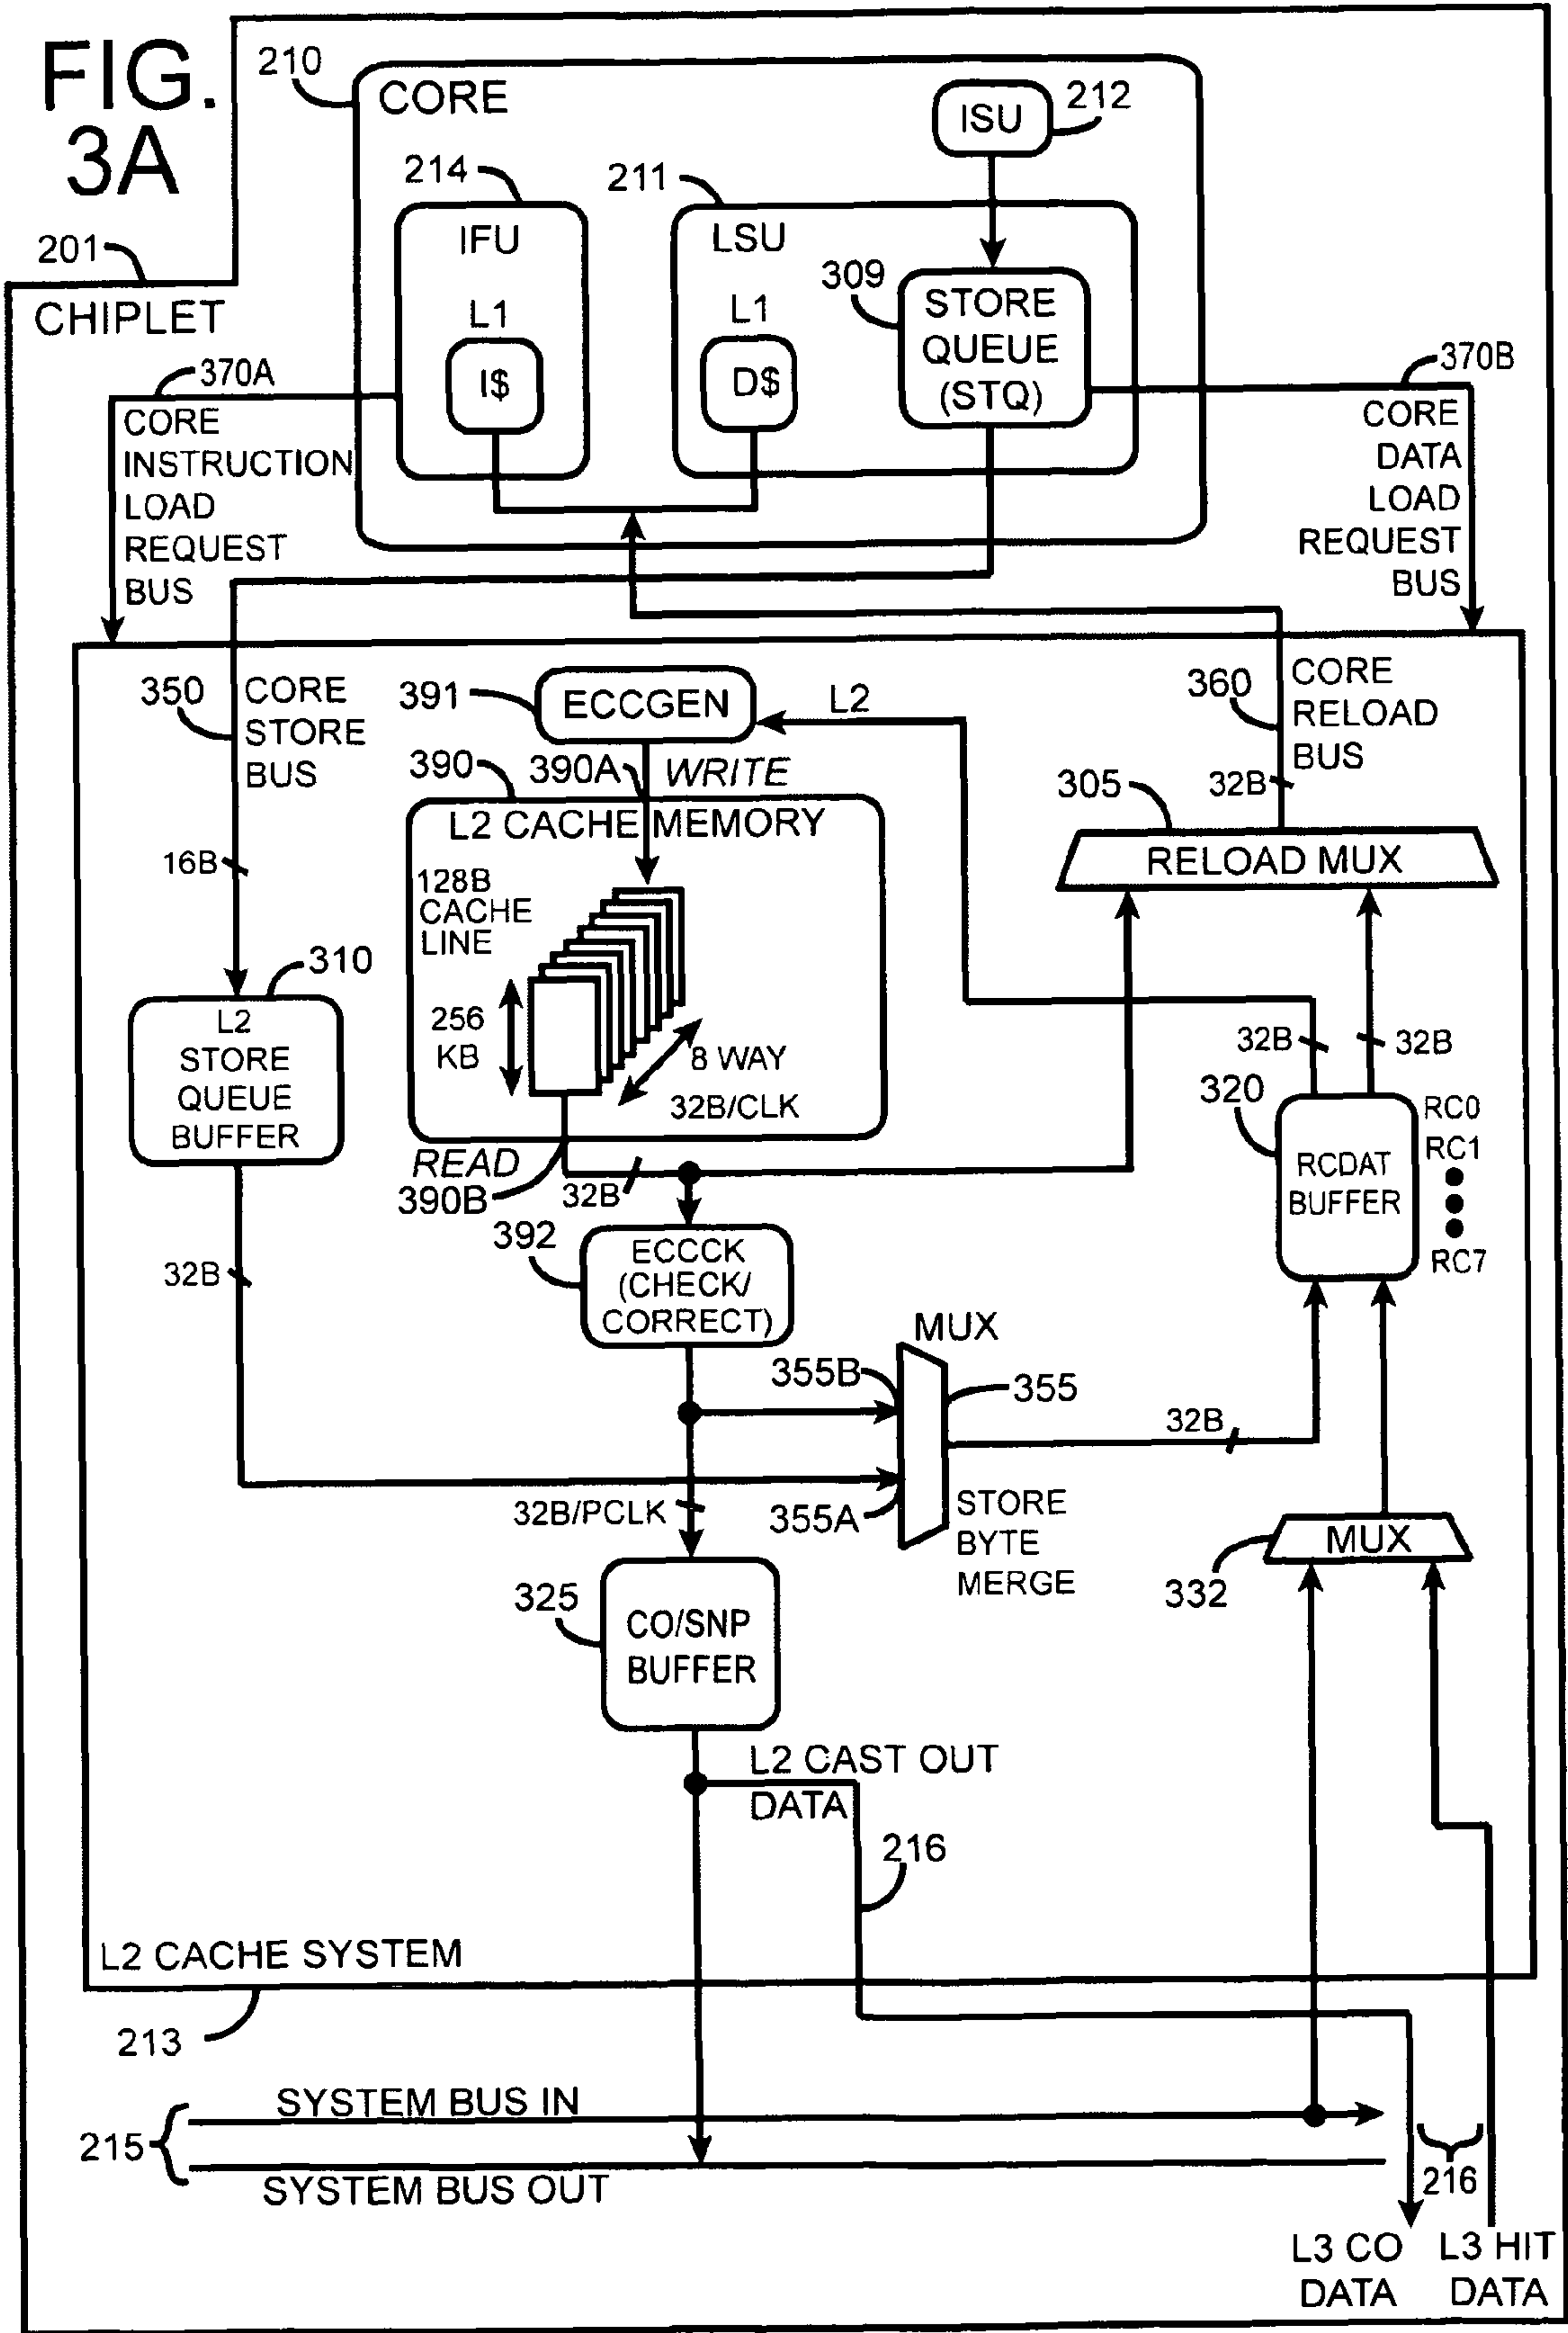 FIG.
3A
210
CORE
ISU
212
214
211
IFU
LSU
201
CHIPLET
309
STORE
QUEUE
(STQ)
L1
I$
L1
D$
370A
370B
CORE
INSTRUCTION
LOAD
REQUEST
BUS
CORE
DATA
LOAD
REQUEST
BUS
350
CORE
STORE
BUS
391
ECCGEN
L2
360
CORE
RELOAD
BUS
390
390A
WRITE
32B
305
L2 CACHE MEMORY
RELOAD MUX
16B
128B
CACHE
LINE
310
256
KB
8 WAY
32B/CLK
L2
STORE
QUEUE
BUFFER
32B
32B
320
RC0
RC1
RC7
RCDAT
BUFFER
READ
390B
32B
392
ECCCK
(CHECK/
CORRECT)
32B
MUX
355B
355
32B
32B/PCLK
355A
STORE
BYTE
MERGE
MUX
332
325
CO/SNP
BUFFER
L2 CAST OUT
DATA
216
L2 CACHE SYSTEM
213
SYSTEM BUS IN
215
SYSTEM BUS OUT
216
L3 CO
DATA
L3 HIT
DATA